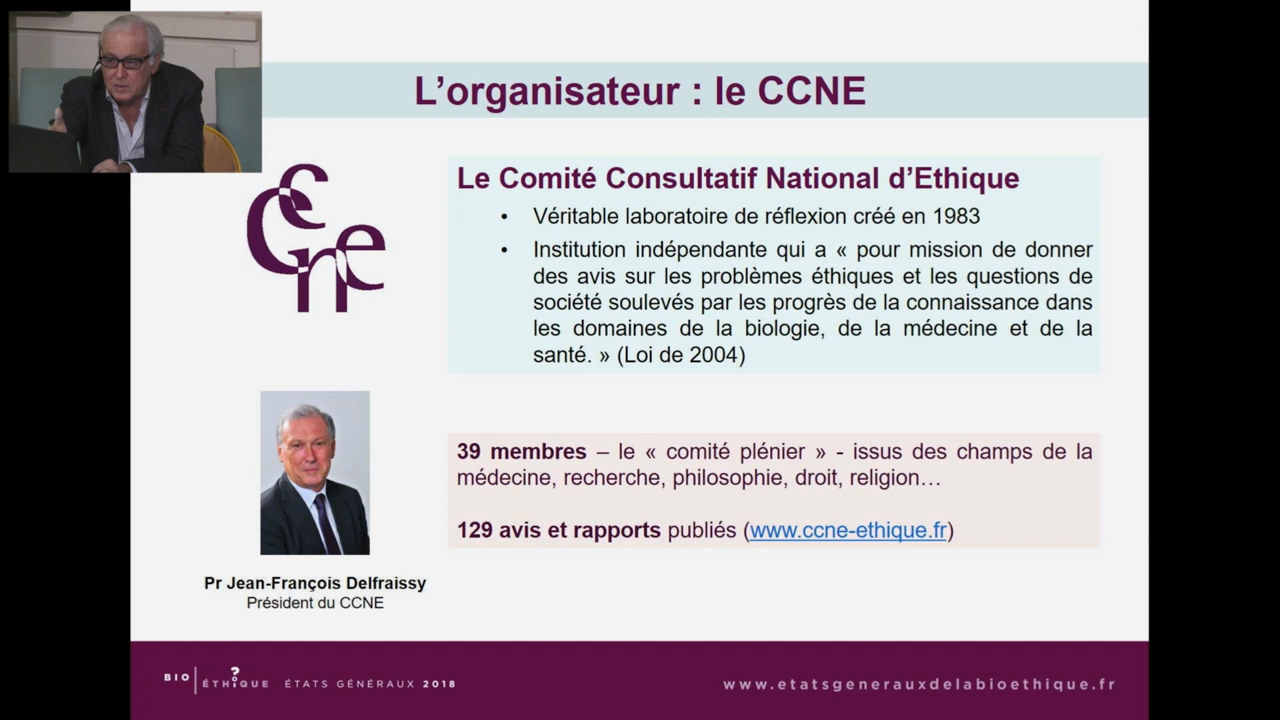 L'organisateur : le CCNE
ccne
Le Comité Consultatif National d'Ethique
• Véritable laboratoire de réflexion créé en 1983
• Institution indépendante qui a « pour mission de donner
des avis sur les problèmes éthiques et les questions de
société soulevés par les progrès de la connaissance dans
les domaines de la biologie, de la médecine et de la
santé. » (Loi de 2004)
39 membres – le « comité plénier » - issus des champs de la
médecine, recherche, philosophie, droit, religion…
129 avis et rapports publiés (www.ccne-ethique.fr)
Pr Jean-François Delfraissy
Président du CCNE
BIO ÉTHIQUE ? ÉTATS GÉNÉRAUX 2018
www.etatsgenerauxdelabioethique.fr